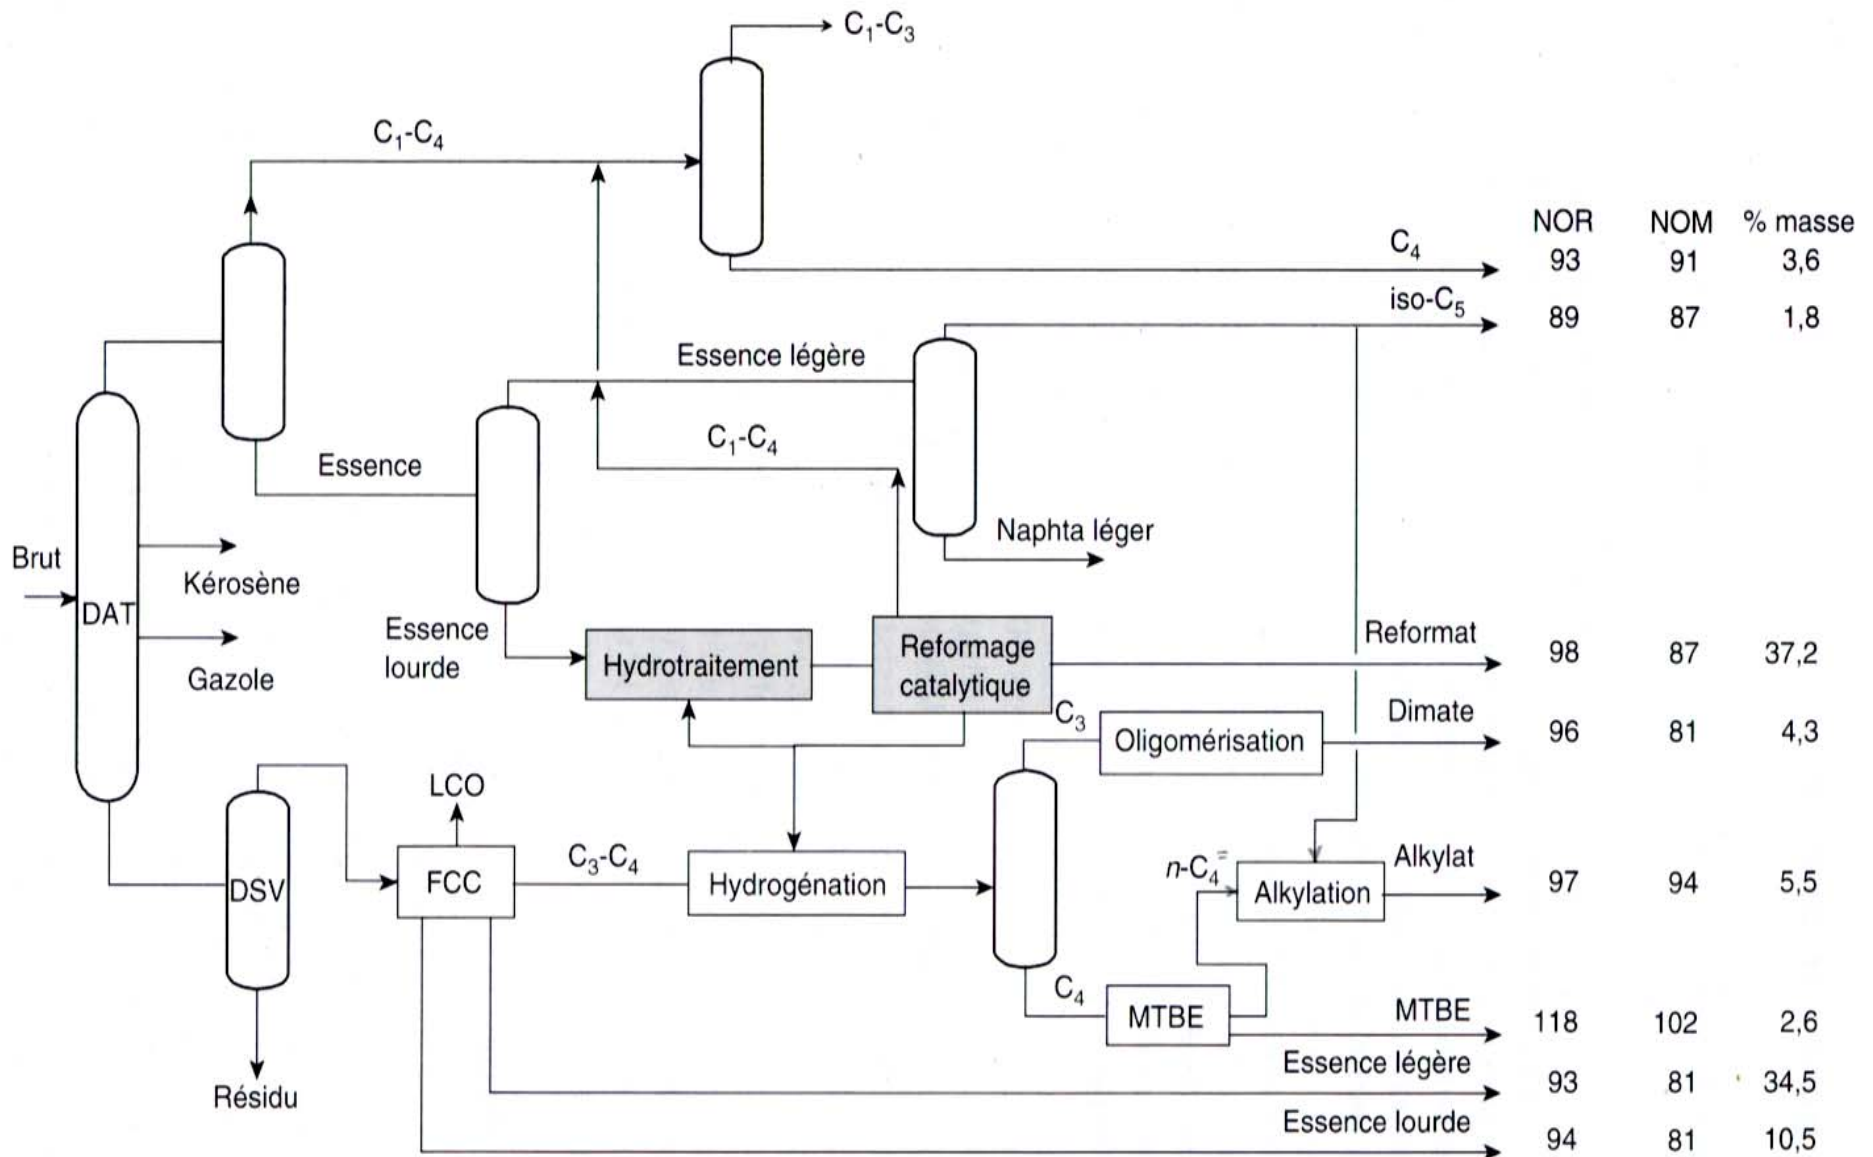 C₁-C₃
C₁-C₄
NOR NOM % masse
C₄ 93 91 3,6
iso-C₅ 89 87 1,8
Essence légère
C₁-C₄
Essence
Naphta léger
Brut
Kérosène
DAT
Gazole
Essence
lourde
Hydrotraitement
Reformage
catalytique
Reformat 98 87 37,2
C₃
Oligomérisation
Dimate 96 81 4,3
LCO
DSV
FCC
C₃-C₄
Hydrogénation
n-C₄⁼
Alkylation
Alkylat 97 94 5,5
C₄
MTBE
MTBE 118 102 2,6
Essence légère 93 81 34,5
Résidu
Essence lourde 94 81 10,5